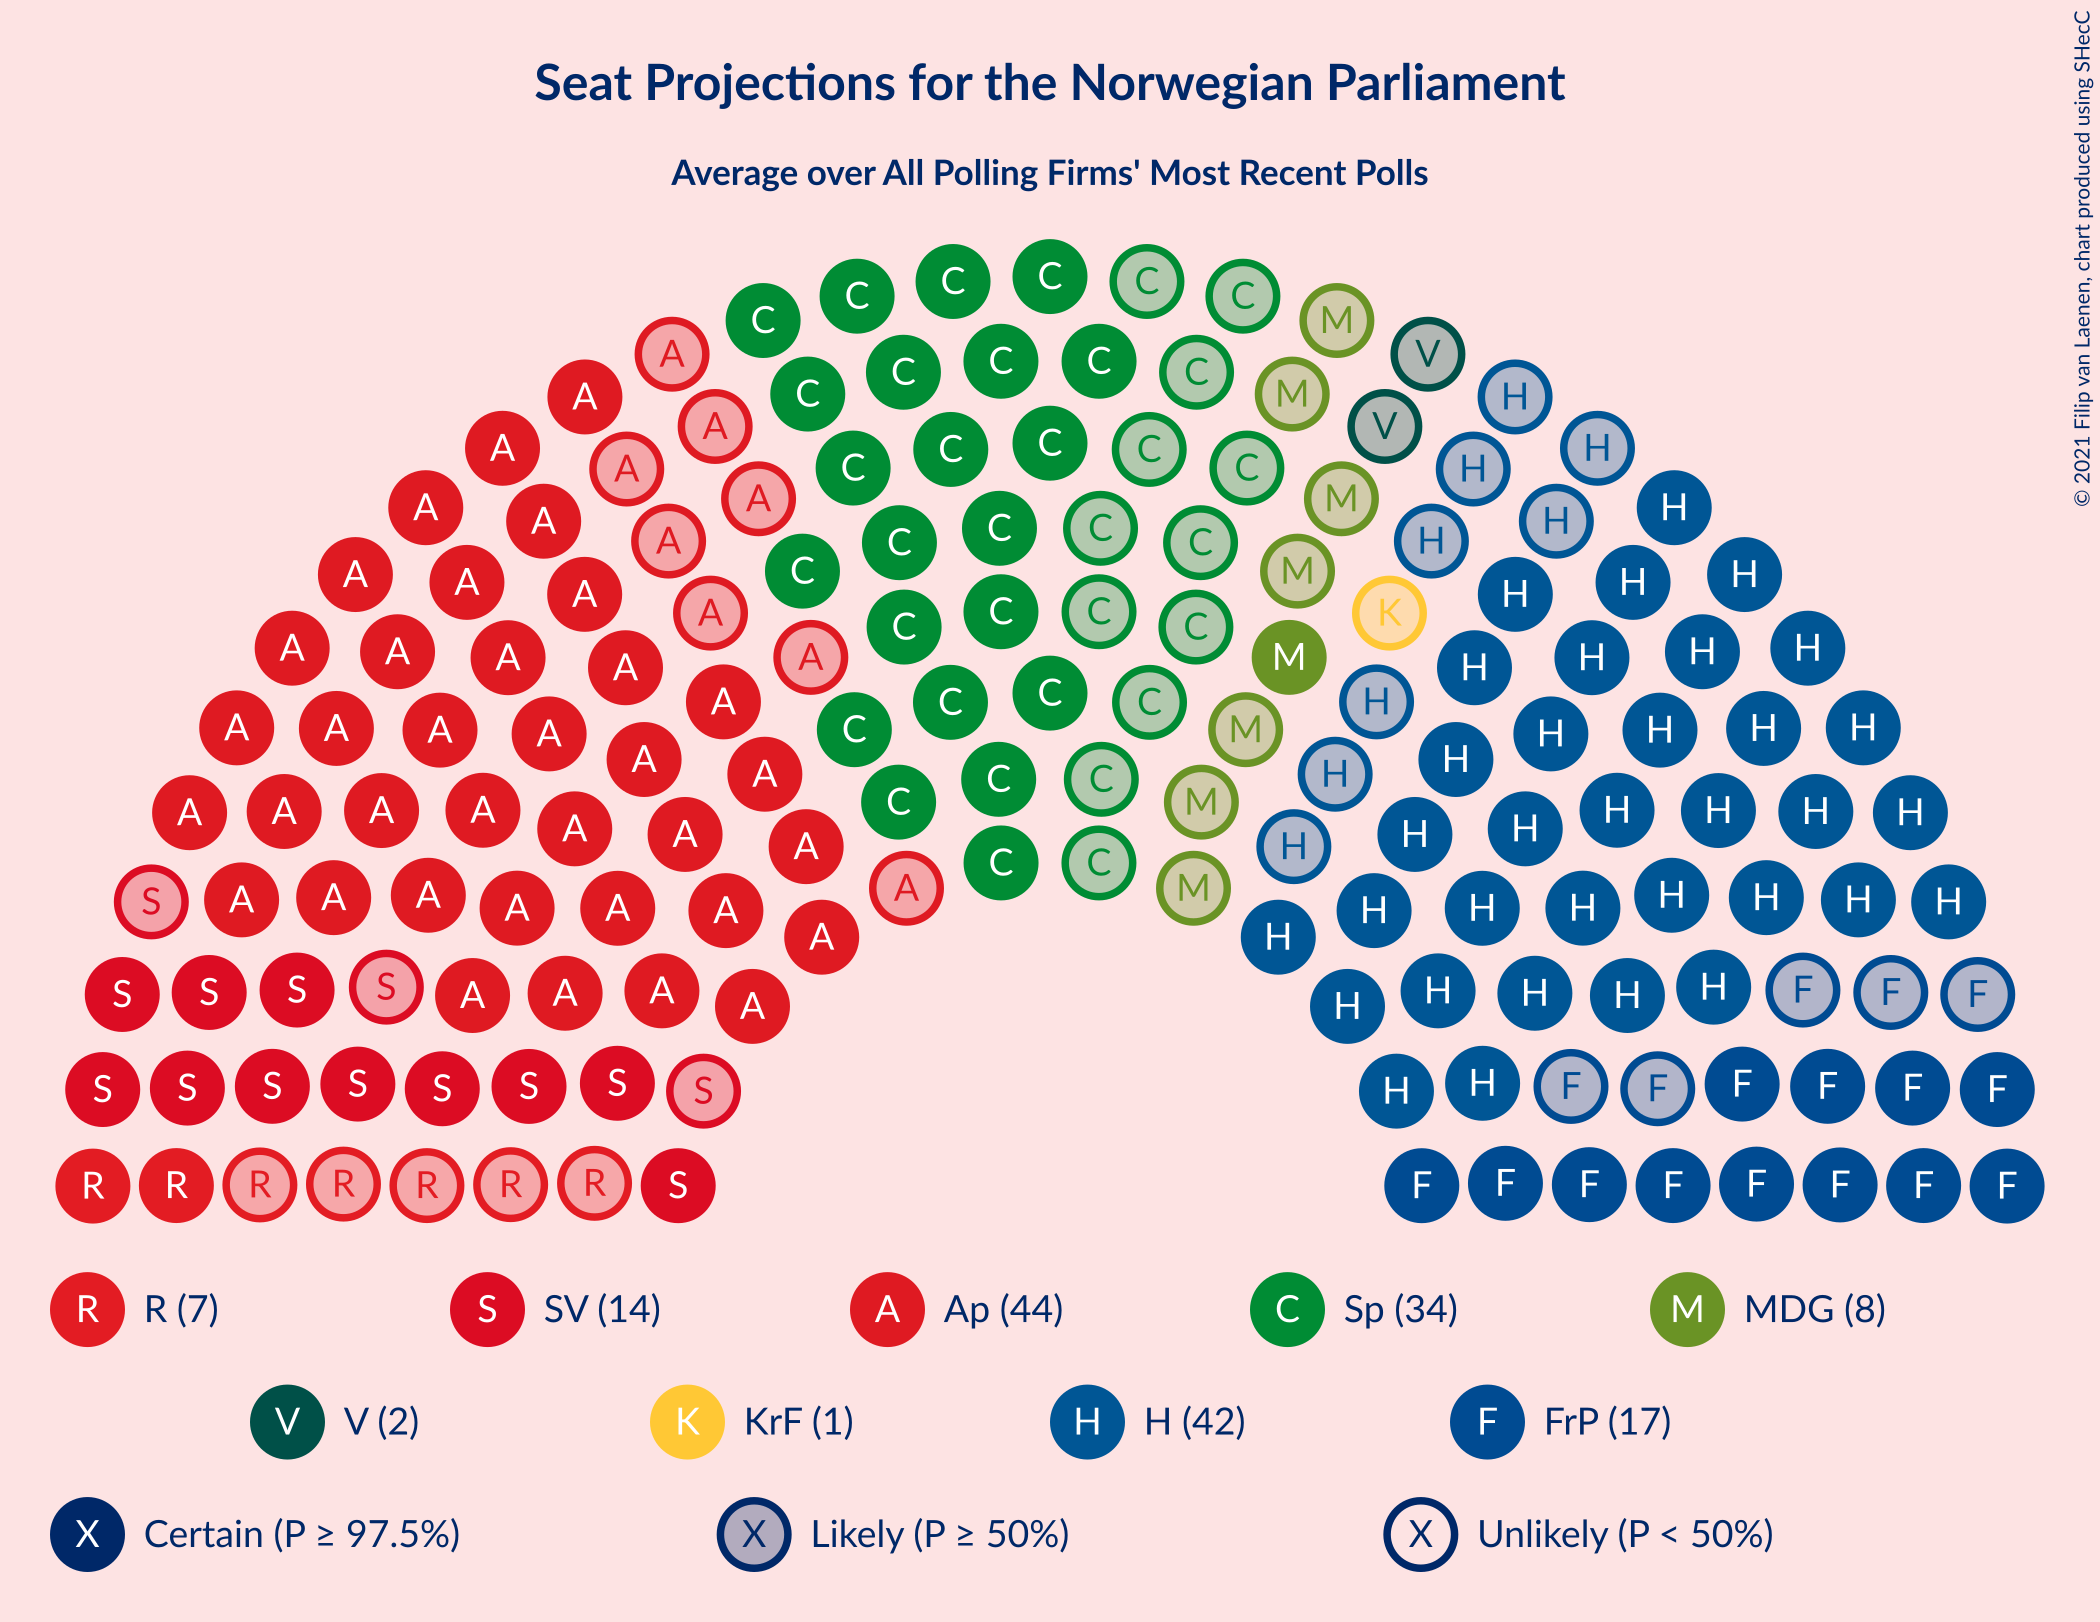 Seat Projections for the Norwegian Parliament
Average over All Polling Firms' Most Recent Polls
© 2021 Filip van Laenen, chart produced using SHecC
C C C C C C M V
A C C C C C M V H
A A C C C C C M H H
A A A C C C C C M H H H
A A A C C C C C M K H H H
A A A A C C C C M H H H H
A A A A A C C C M H H H H H
A A A A A A C C M H H H H H H
A A A A A A A C C M H H H H H H H
S A A A A A A A H H H H H H H H
S S S S A A A A H H H H H F F F
S S S S S S S S H H F F F F F F
R R R R R R R S F F F F F F F F
R R (7) S SV (14) A Ap (44) C Sp (34) M MDG (8)
V V (2) K KrF (1) H H (42) F FrP (17)
X Certain (P ≥ 97.5%) X Likely (P ≥ 50%) X Unlikely (P < 50%)